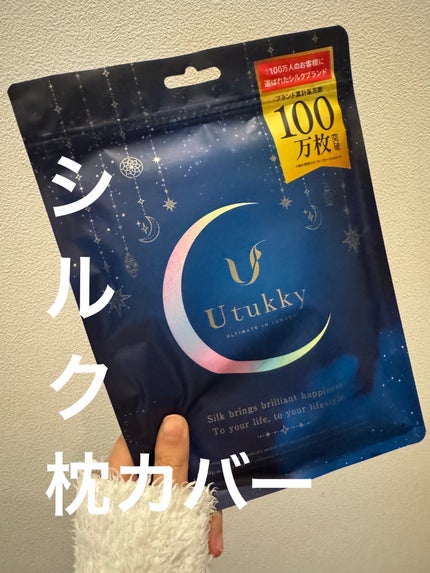 100万人のお客様に
選ばれたシルクブランド
ブランド累計販売数
100
万枚
突破
シルク
枕カバー
Utukky
ULTIMATE IN LUXURY
Silk brings brilliant happiness
To your life, to your lifestyle